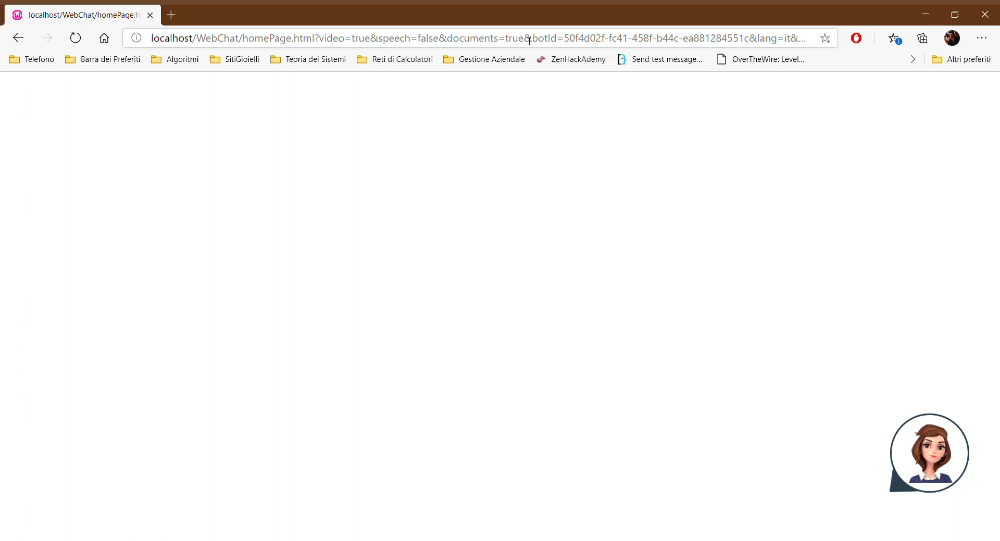 localhost/WebChat/homePage.h
localhost/WebChat/homePage.html?video=true&speech=false&documents=true&botId=50f4d02f-fc41-458f-b44c-ea881284551c&lang=it&...
Telefono Barra dei Preferiti Algoritmi SitiGioielli Teoria dei Sistemi Reti di Calcolatori Gestione Aziendale ZenHackAdemy Send test message... OverTheWire: Level... Altri preferiti